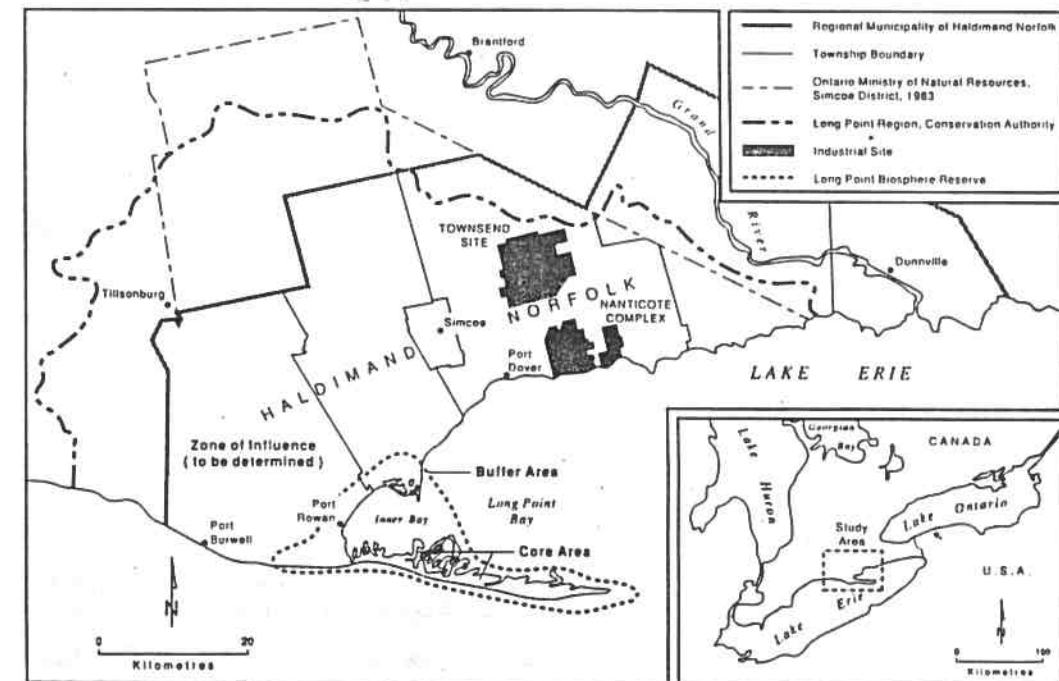 Regional Municipality of Haldimand Norfolk
Township Boundary
Ontario Ministry of Natural Resources,
Simcoe District, 1983
Long Point Region, Conservation Authority
Industrial Site
Long Point Biosphere Reserve
Brantford
Grand
River
TOWNSEND
SITE
Dunnville
Tillsonburg
NORFOLK
NANTICOTE
COMPLEX
Simcoe
HALDIMAND
Port
Dover
LAKE ERIE
Zone of Influence
( to be determined )
Buffer Area
Port
Rowan
Inner Bay
Long Point
Bay
Port
Burwell
Core Area
N
0 20
Kilometres
Lake
Huron
Georgian
Bay
CANADA
Lake Ontario
Study
Area
U.S.A.
Lake Erie
N
0 100
Kilometres